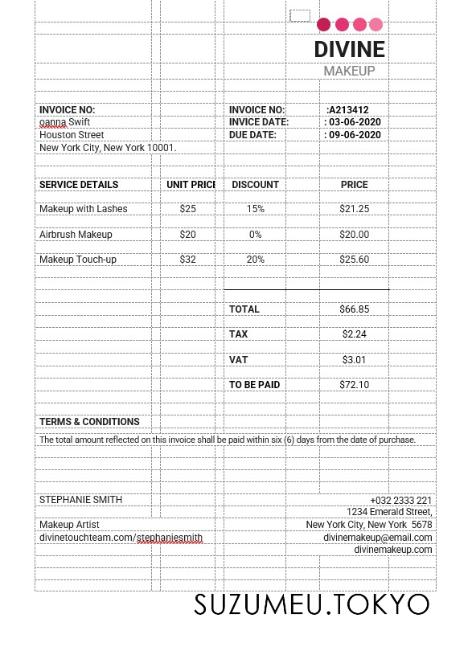 DIVINE
MAKEUP
INVOICE NO: INVOICE NO: :A213412
oanna Swift INVICE DATE: : 03-06-2020
Houston Street DUE DATE: : 09-06-2020
New York City, New York 10001.
SERVICE DETAILS UNIT PRICI DISCOUNT PRICE
Makeup with Lashes $25 15% $21.25
Airbrush Makeup $20 0% $20.00
Makeup Touch-up $32 20% $25.60
TOTAL $66.85
TAX $2.24
VAT $3.01
TO BE PAID $72.10
TERMS & CONDITIONS
The total amount reflected on this invoice shall be paid within six (6) days from the date of purchase.
STEPHANIE SMITH +032 2333 221
1234 Emerald Street,
Makeup Artist New York City, New York 5678
divinetouchteam.com/stephaniesmith divinemakeup@email.com
divinemakeup.com
SUZUMEU.TOKYO